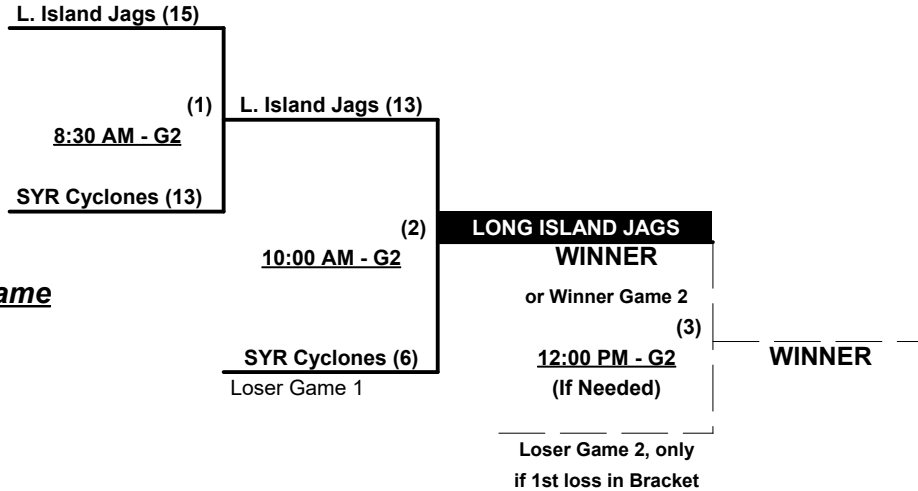 L. Island Jags (15)
(1)
L. Island Jags (13)
8:30 AM - G2
SYR Cyclones (13)
(2)
LONG ISLAND JAGS
10:00 AM - G2
WINNER
or Winner Game 2
(3)
SYR Cyclones (6)
12:00 PM - G2
WINNER
Loser Game 1
(If Needed)
Loser Game 2, only
if 1st loss in Bracket